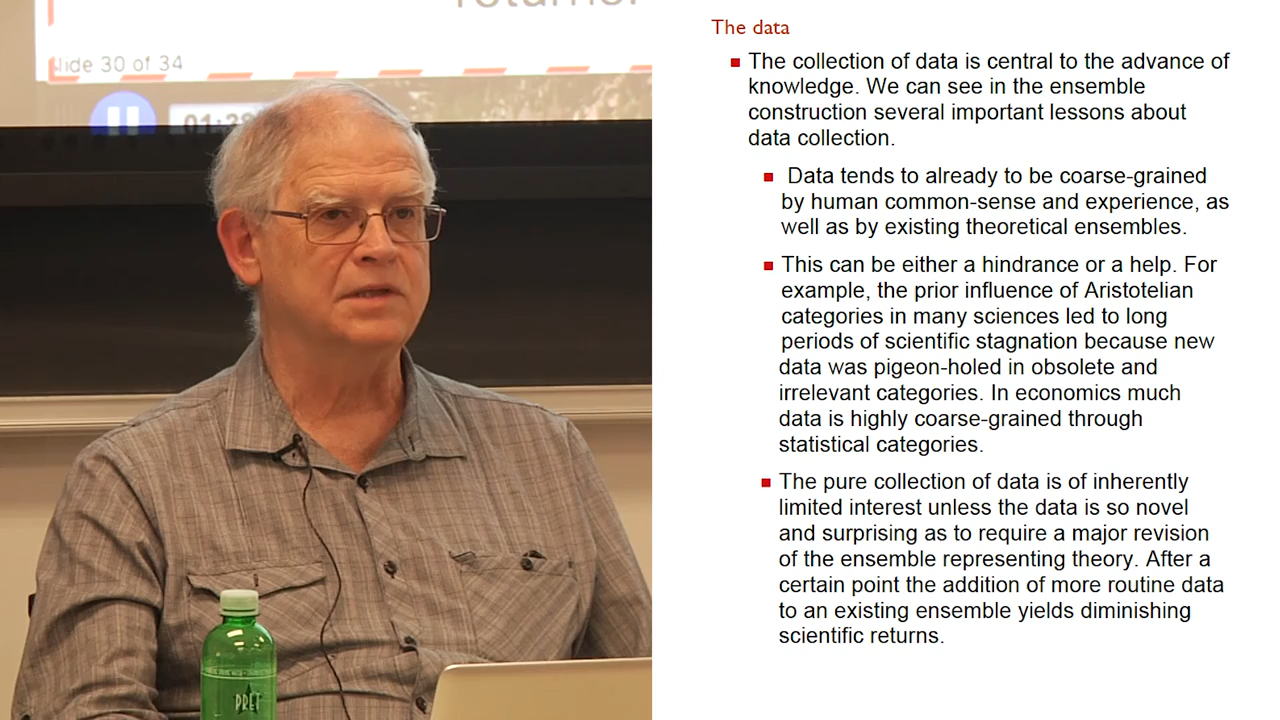 returns.
slide 30 of 34
PRET
The data
The collection of data is central to the advance of
knowledge. We can see in the ensemble
construction several important lessons about
data collection.
Data tends to already to be coarse-grained
by human common-sense and experience, as
well as by existing theoretical ensembles.
This can be either a hindrance or a help. For
example, the prior influence of Aristotelian
categories in many sciences led to long
periods of scientific stagnation because new
data was pigeon-holed in obsolete and
irrelevant categories. In economics much
data is highly coarse-grained through
statistical categories.
The pure collection of data is of inherently
limited interest unless the data is so novel
and surprising as to require a major revision
of the ensemble representing theory. After a
certain point the addition of more routine data
to an existing ensemble yields diminishing
scientific returns.